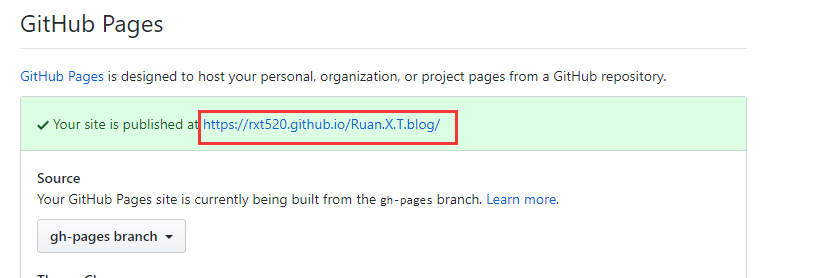 GitHub Pages
GitHub Pages is designed to host your personal, organization, or project pages from a GitHub repository.
✓ Your site is published at https://rxt520.github.io/Ruan.X.T.blog/
Source
Your GitHub Pages site is currently being built from the gh-pages branch. Learn more.
gh-pages branch